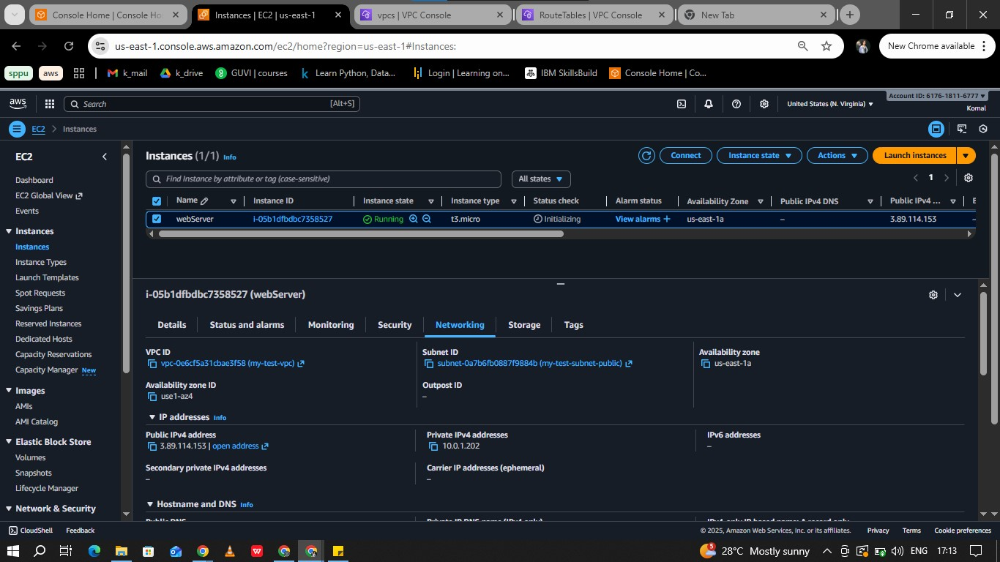 Console Home | Console Ho
Instances | EC2 | us-east-1
vpcs | VPC Console
RouteTables | VPC Console
New Tab
us-east-1.console.aws.amazon.com/ec2/home?region=us-east-1#Instances:
New Chrome available
sppu
aws
k_mail
k_drive
GUVI | courses
Learn Python, Data...
Login | Learning on...
IBM SkillsBuild
Console Home | Co...
aws
Search
[Alt+S]
United States (N. Virginia)
Account ID: 6176-1811-6777
Komal
EC2
Instances
EC2
Dashboard
EC2 Global View
Events
Instances
Instances
Instance Types
Launch Templates
Spot Requests
Savings Plans
Reserved Instances
Dedicated Hosts
Capacity Reservations
Capacity Manager New
Images
AMIs
AMI Catalog
Elastic Block Store
Volumes
Snapshots
Lifecycle Manager
Network & Security
Instances (1/1) Info
Connect
Instance state
Actions
Launch instances
Find Instance by attribute or tag (case-sensitive)
All states
1
Name
Instance ID
Instance state
Instance type
Status check
Alarm status
Availability Zone
Public IPv4 DNS
Public IPv4 ...
webServer
i-05b1dfbdbc7358527
Running
t3.micro
Initializing
View alarms +
us-east-1a
–
3.89.114.153
–
i-05b1dfbdbc7358527 (webServer)
Details
Status and alarms
Monitoring
Security
Networking
Storage
Tags
VPC ID
vpc-0e6cf5a31cbae3f58 (my-test-vpc)
Subnet ID
subnet-0a7b6fb0887f9884b (my-test-subnet-public)
Availability zone
us-east-1a
Availability zone ID
use1-az4
Outpost ID
–
IP addresses Info
Public IPv4 address
3.89.114.153 | open address
Private IPv4 addresses
10.0.1.202
IPv6 addresses
–
Secondary private IPv4 addresses
–
Carrier IP addresses (ephemeral)
–
Hostname and DNS Info
Public DNS
Private IP DNS name (IPv4 only)
CloudShell
Feedback
© 2025, Amazon Web Services, Inc. or its affiliates.
Privacy
Terms
Cookie preferences
5
28°C Mostly sunny
ENG
17:13